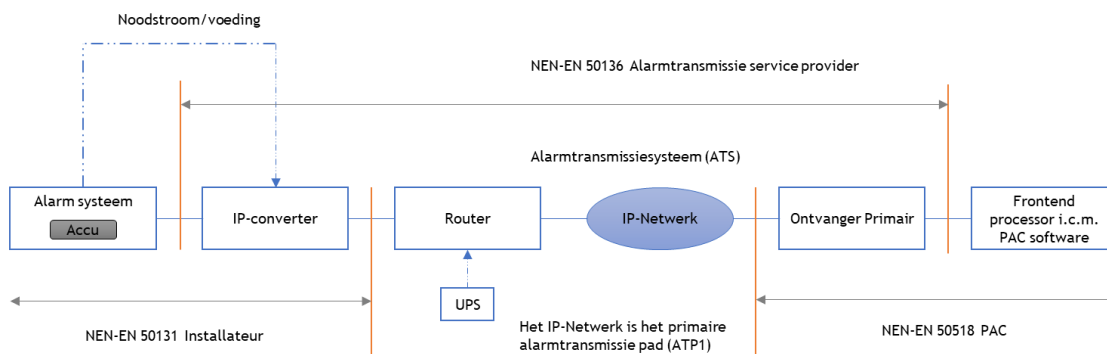 Noodstroom/voeding
NEN-EN 50136 Alarmtransmissie service provider
Alarmtransmissiesysteem (ATS)
Alarm systeem
Accu
IP-converter
Router
IP-Netwerk
Ontvanger Primair
Frontend
processor i.c.m.
PAC software
UPS
NEN-EN 50131 Installateur
Het IP-Netwerk is het primaire
alarmtransmissie pad (ATP1)
NEN-EN 50518 PAC